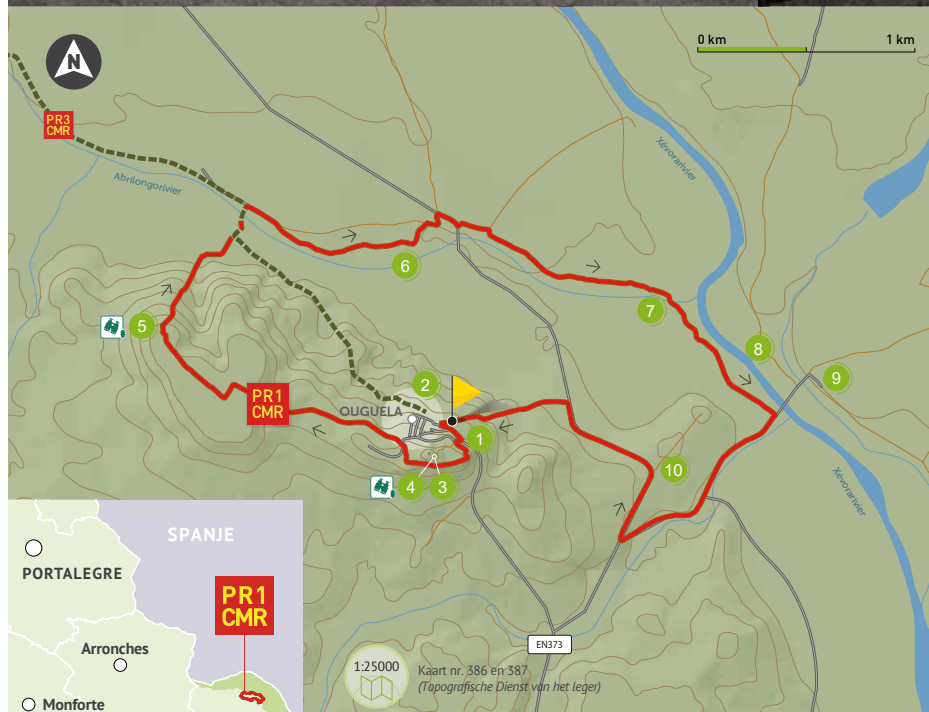 N
0 km
1 km
PR3
CMR
Abrilongorivier
Xévorarivier
6
7
5
8
9
2
PR1
CMR
OUGUELA
1
4
3
10
Xévorarivier
SPANJE
PORTALEGRE
PR1
CMR
Arronches
Monforte
EN373
1:25000
Kaart nr. 386 en 387
(Topografische Dienst van het leger)